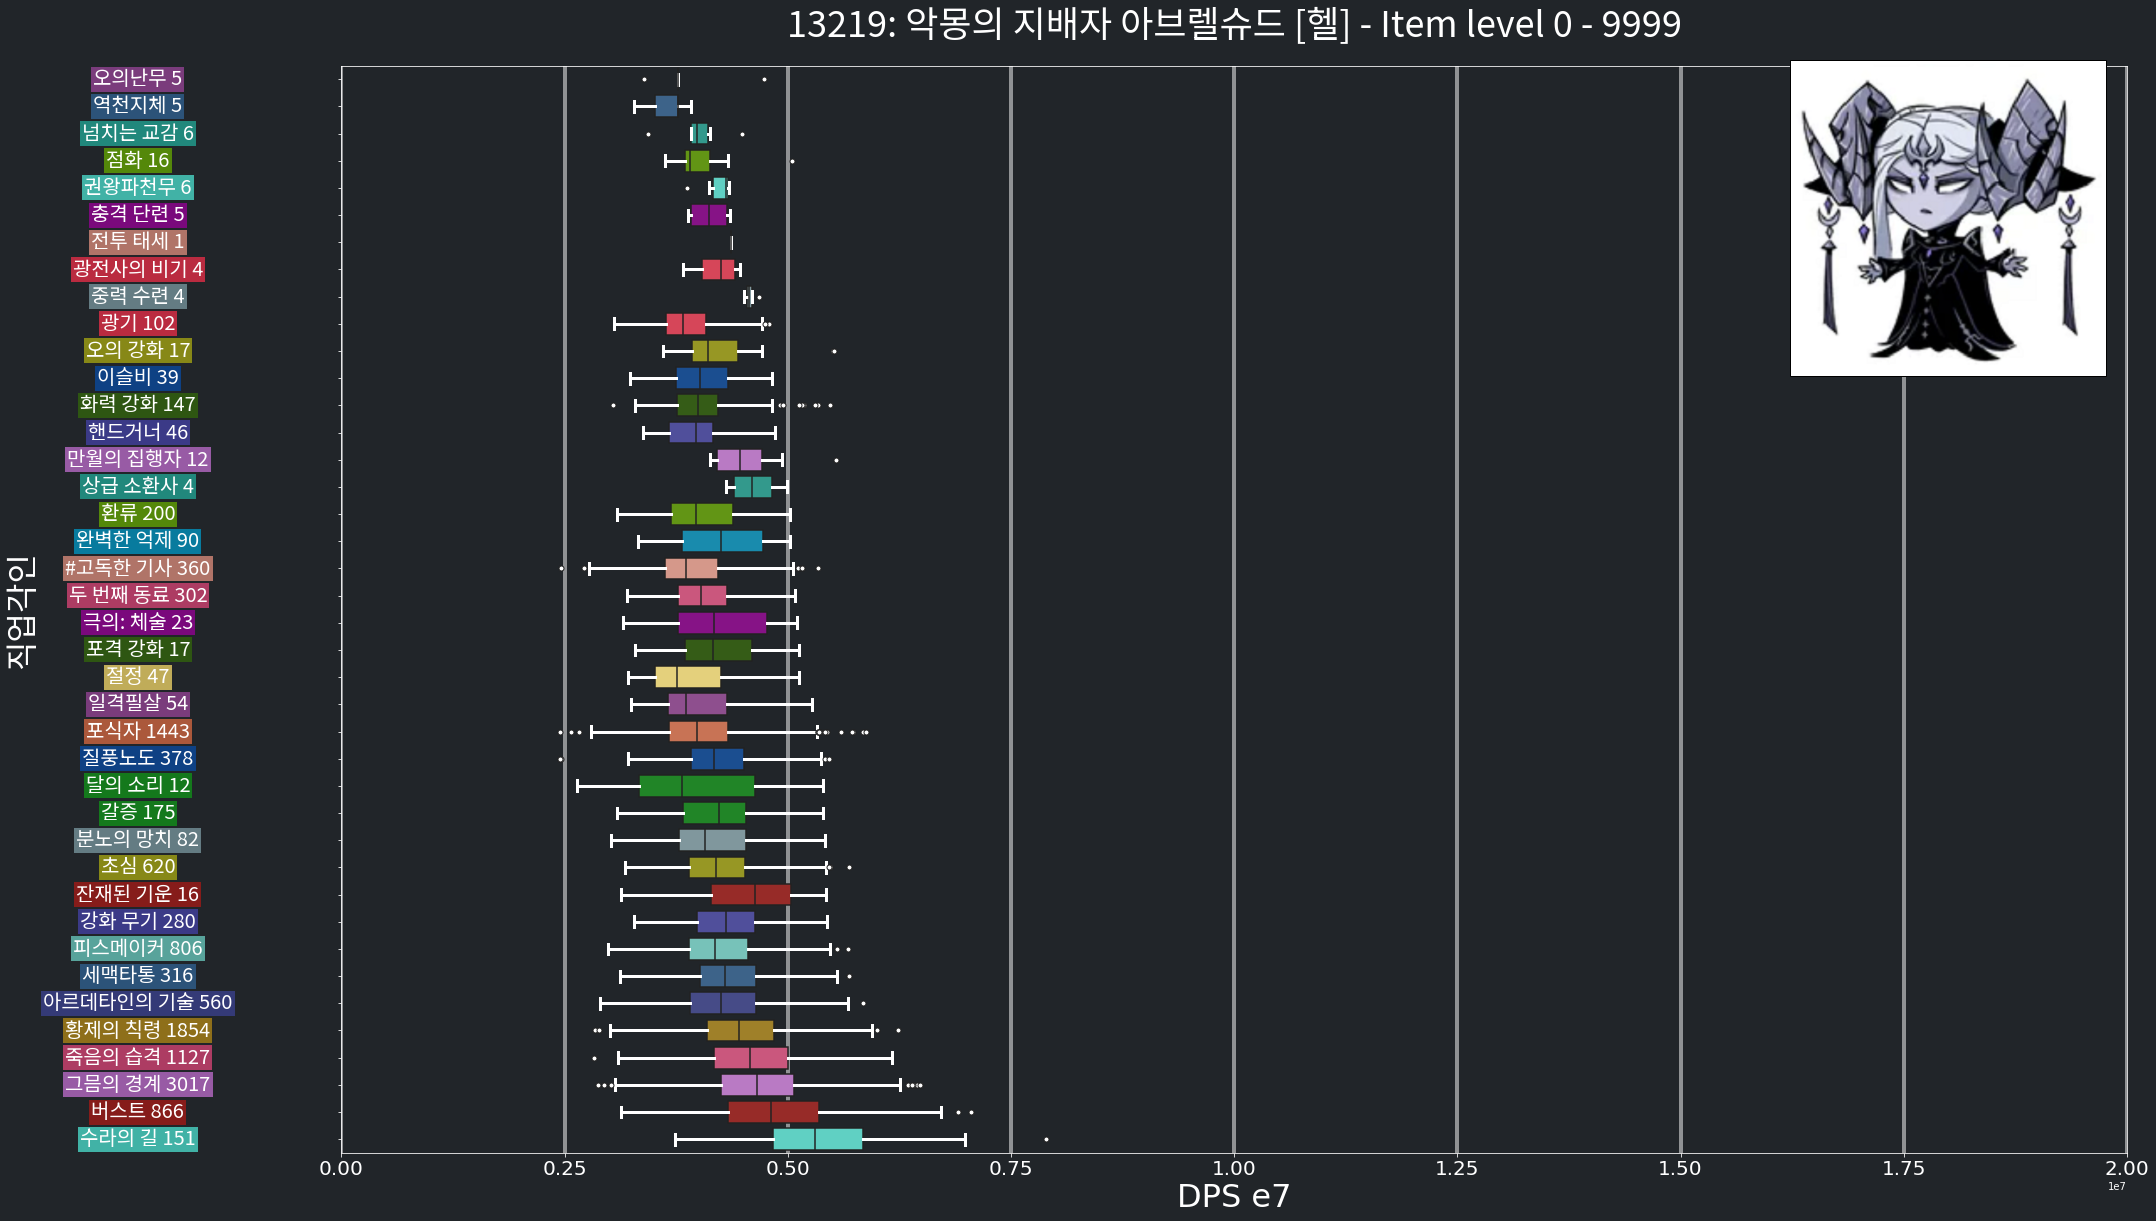 13219: 악몽의 지배자 아브렐슈드 [헬] - Item level 0 - 9999
직업각인
오의난무 5
역천지체 5
넘치는 교감 6
점화 16
권왕파천무 6
충격 단련 5
전투 태세 1
광전사의 비기 4
중력 수련 4
광기 102
오의 강화 17
이슬비 39
화력 강화 147
핸드거너 46
만월의 집행자 12
상급 소환사 4
환류 200
완벽한 억제 90
#고독한 기사 360
두 번째 동료 302
극의: 체술 23
포격 강화 17
절정 47
일격필살 54
포식자 1443
질풍노도 378
달의 소리 12
갈증 175
분노의 망치 82
초심 620
잔재된 기운 16
강화 무기 280
피스메이커 806
세맥타통 316
아르데타인의 기술 560
황제의 칙령 1854
죽음의 습격 1127
그믐의 경계 3017
버스트 866
수라의 길 151
0.00 0.25 0.50 0.75 1.00 1.25 1.50 1.75 2.00
1e7
DPS e7